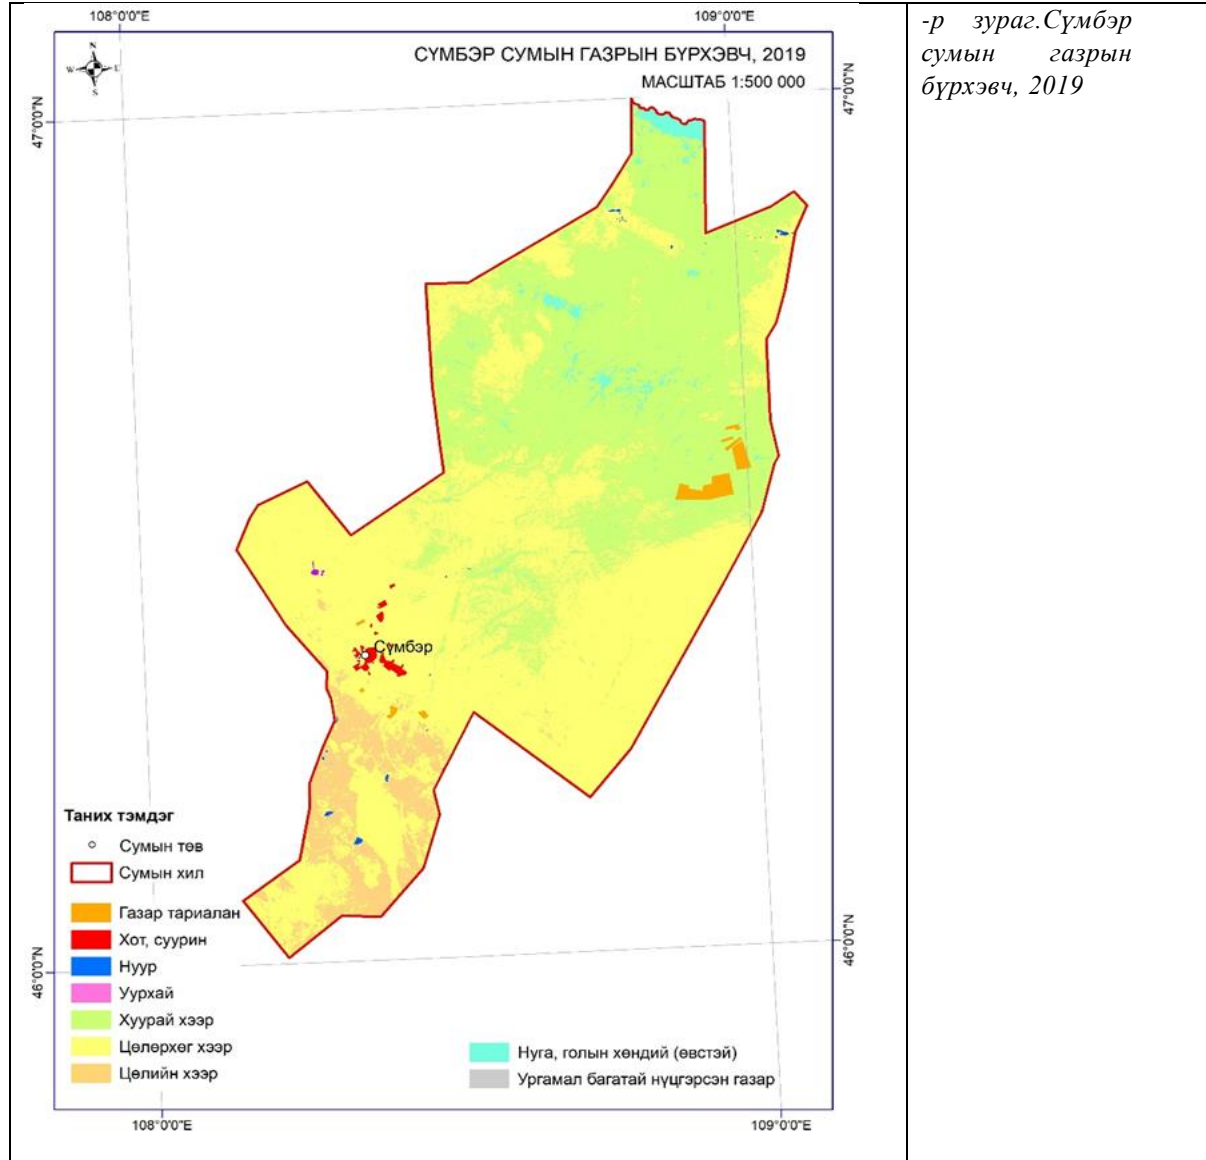 108°0'0"E
109°0'0"E
N
W
E
S
СҮМБЭР СУМЫН ГАЗРЫН БҮРХЭВЧ, 2019
МАСШТАБ 1:500 000
47°0'0"N
47°0'0"N
Сүмбэр
46°0'0"N
46°0'0"N
Таних тэмдэг
Сумын төв
Сумын хил
Газар тариалан
Хот, суурин
Нуур
Уурхай
Хуурай хээр
Цөлөрхөг хээр
Цөлийн хээр
Нуга, голын хөндий (өвстэй)
Ургамал багатай нүцгэрсэн газар
108°0'0"E
109°0'0"E
-р зураг.Сүмбэр
сумын газрын
бүрхэвч, 2019